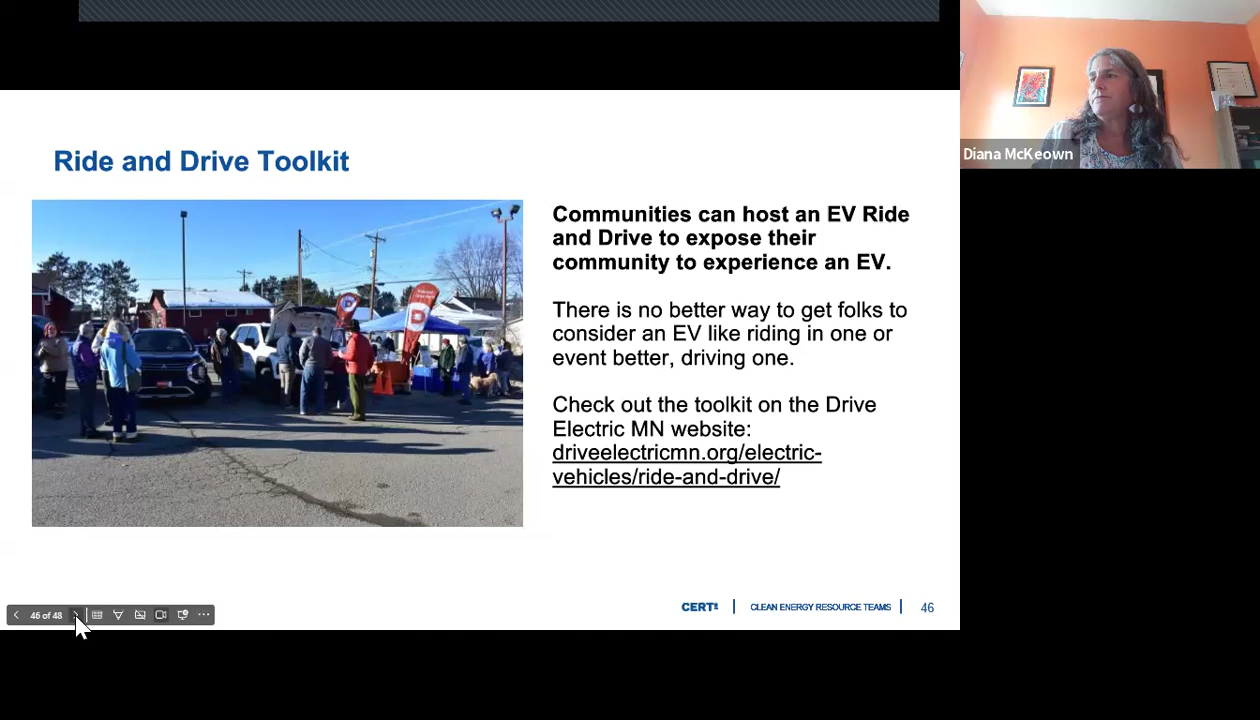 Ride and Drive Toolkit
Communities can host an EV Ride
and Drive to expose their
community to experience an EV.
There is no better way to get folks to
consider an EV like riding in one or
event better, driving one.
Check out the toolkit on the Drive
Electric MN website:
driveelectricmn.org/electric-
vehicles/ride-and-drive/
Diana McKeown
46 of 48
CERTs
CLEAN ENERGY RESOURCE TEAMS
46